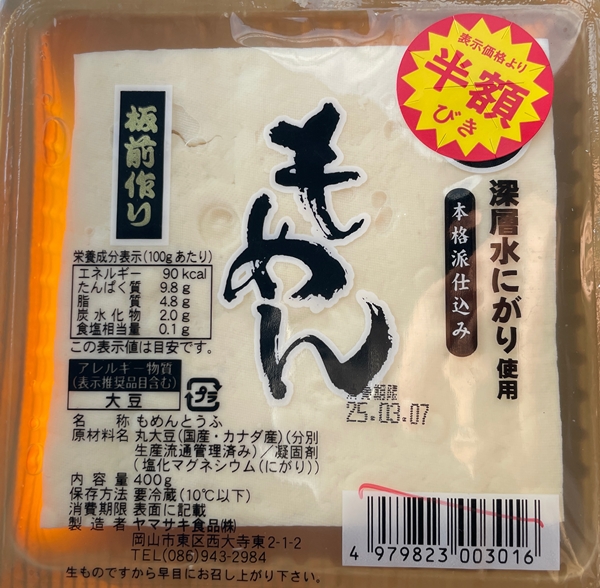 表示価格より
半額
びき
板前作り
もめん
深層水にがり使用
本格派仕込み
栄養成分表示(100gあたり)
エネルギー 90 kcal
たんぱく質 9.8 g
脂質 4.8 g
炭水化物 2.0 g
食塩相当量 0.1 g
この表示値は目安です。
アレルギー物質
(表示推奨品目含む)
大豆
プラ
消費期限
25.03.07
名称 もめんとうふ
原材料名 丸大豆(国産・カナダ産)(分別
生産流通管理済み)/凝固剤
(塩化マグネシウム(にがり))
内容量 400g
保存方法 要冷蔵(10℃以下)
消費期限 表面に記載
製造者 ヤマサキ食品㈱
岡山市東区西大寺東2-1-2
TEL(086)943-2984
生ものですから早目にお召し上がり下さい。
4 979823 003016